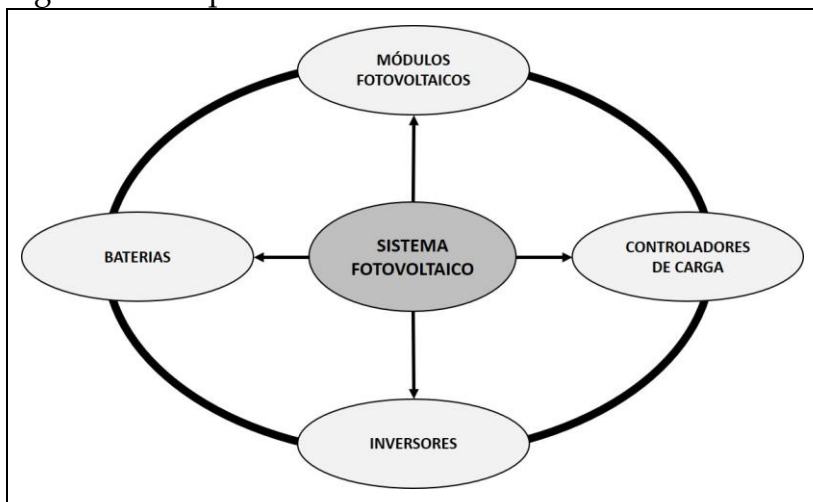 MÓDULOS
FOTOVOLTAICOS
BATERIAS
SISTEMA
FOTOVOLTAICO
CONTROLADORES
DE CARGA
INVERSORES